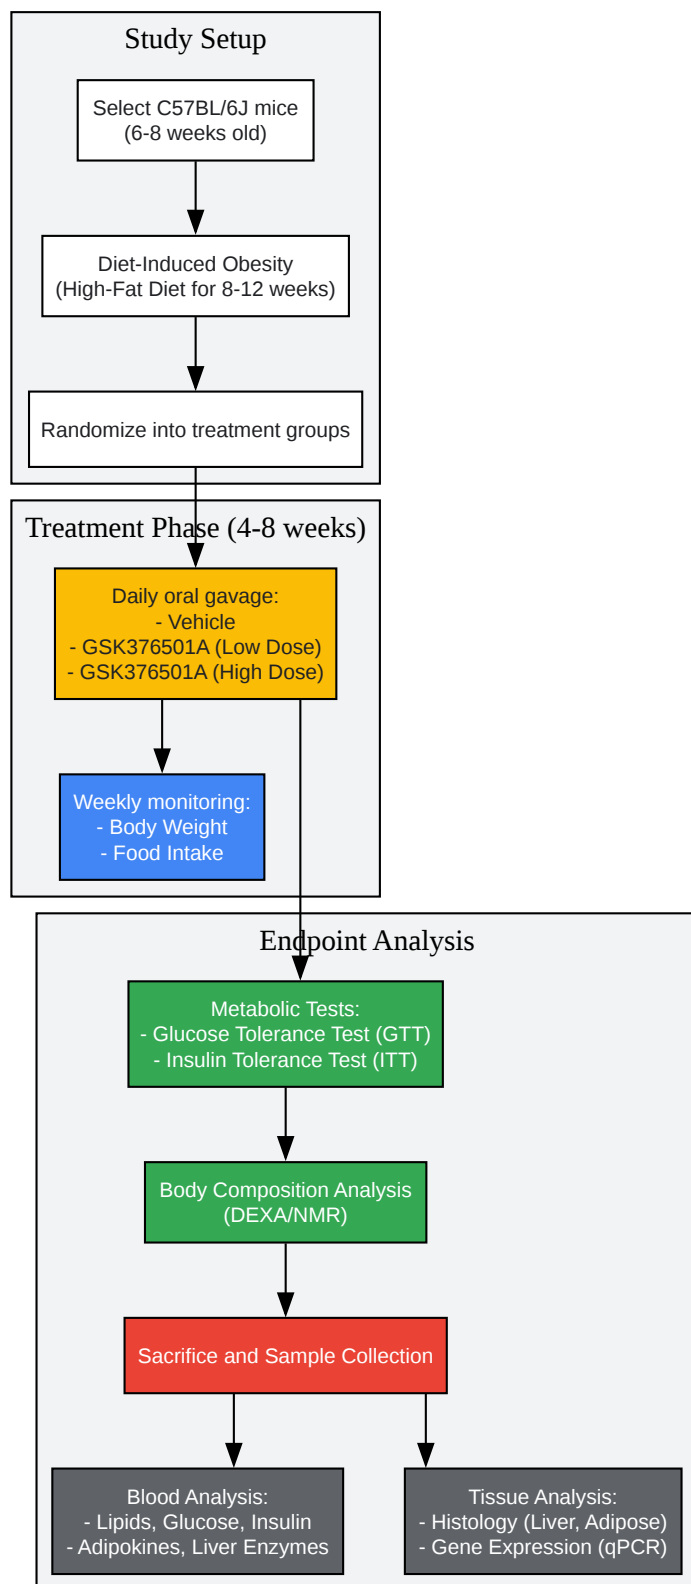 Study Setup
Select C57BL/6J mice
(6-8 weeks old)
Diet-Induced Obesity
(High-Fat Diet for 8-12 weeks)
Randomize into treatment groups
Treatment Phase (4-8 weeks)
Daily oral gavage:
- Vehicle
- GSK376501A (Low Dose)
- GSK376501A (High Dose)
Weekly monitoring:
- Body Weight
- Food Intake
Endpoint Analysis
Metabolic Tests:
- Glucose Tolerance Test (GTT)
- Insulin Tolerance Test (ITT)
Body Composition Analysis
(DEXA/NMR)
Sacrifice and Sample Collection
Blood Analysis:
- Lipids, Glucose, Insulin
- Adipokines, Liver Enzymes
Tissue Analysis:
- Histology (Liver, Adipose)
- Gene Expression (qPCR)